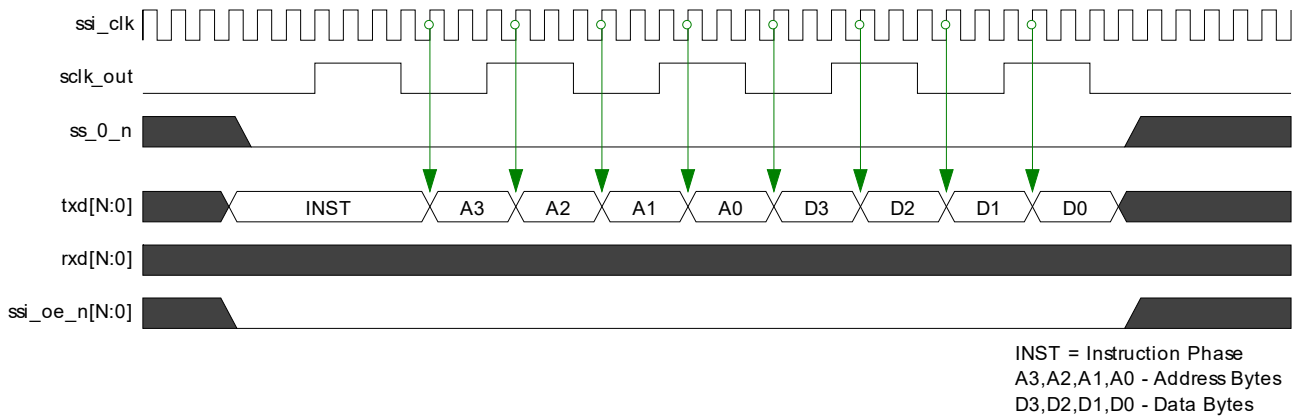 ssi_clk
sclk_out
ss_0_n
txd[N:0]
INST A3 A2 A1 A0 D3 D2 D1 D0
rxd[N:0]
ssi_oe_n[N:0]
INST = Instruction Phase
A3,A2,A1,A0 - Address Bytes
D3,D2,D1,D0 - Data Bytes